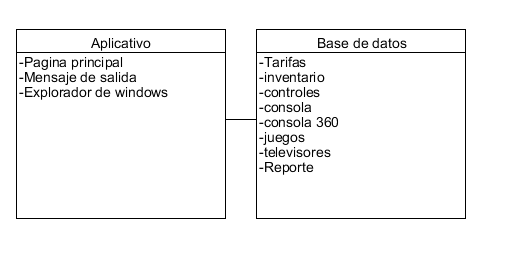 Aplicativo
-Pagina principal
-Mensaje de salida
-Explorador de windows
Base de datos
-Tarifas
-inventario
-controles
-consola
-consola 360
-juegos
-televisores
-Reporte